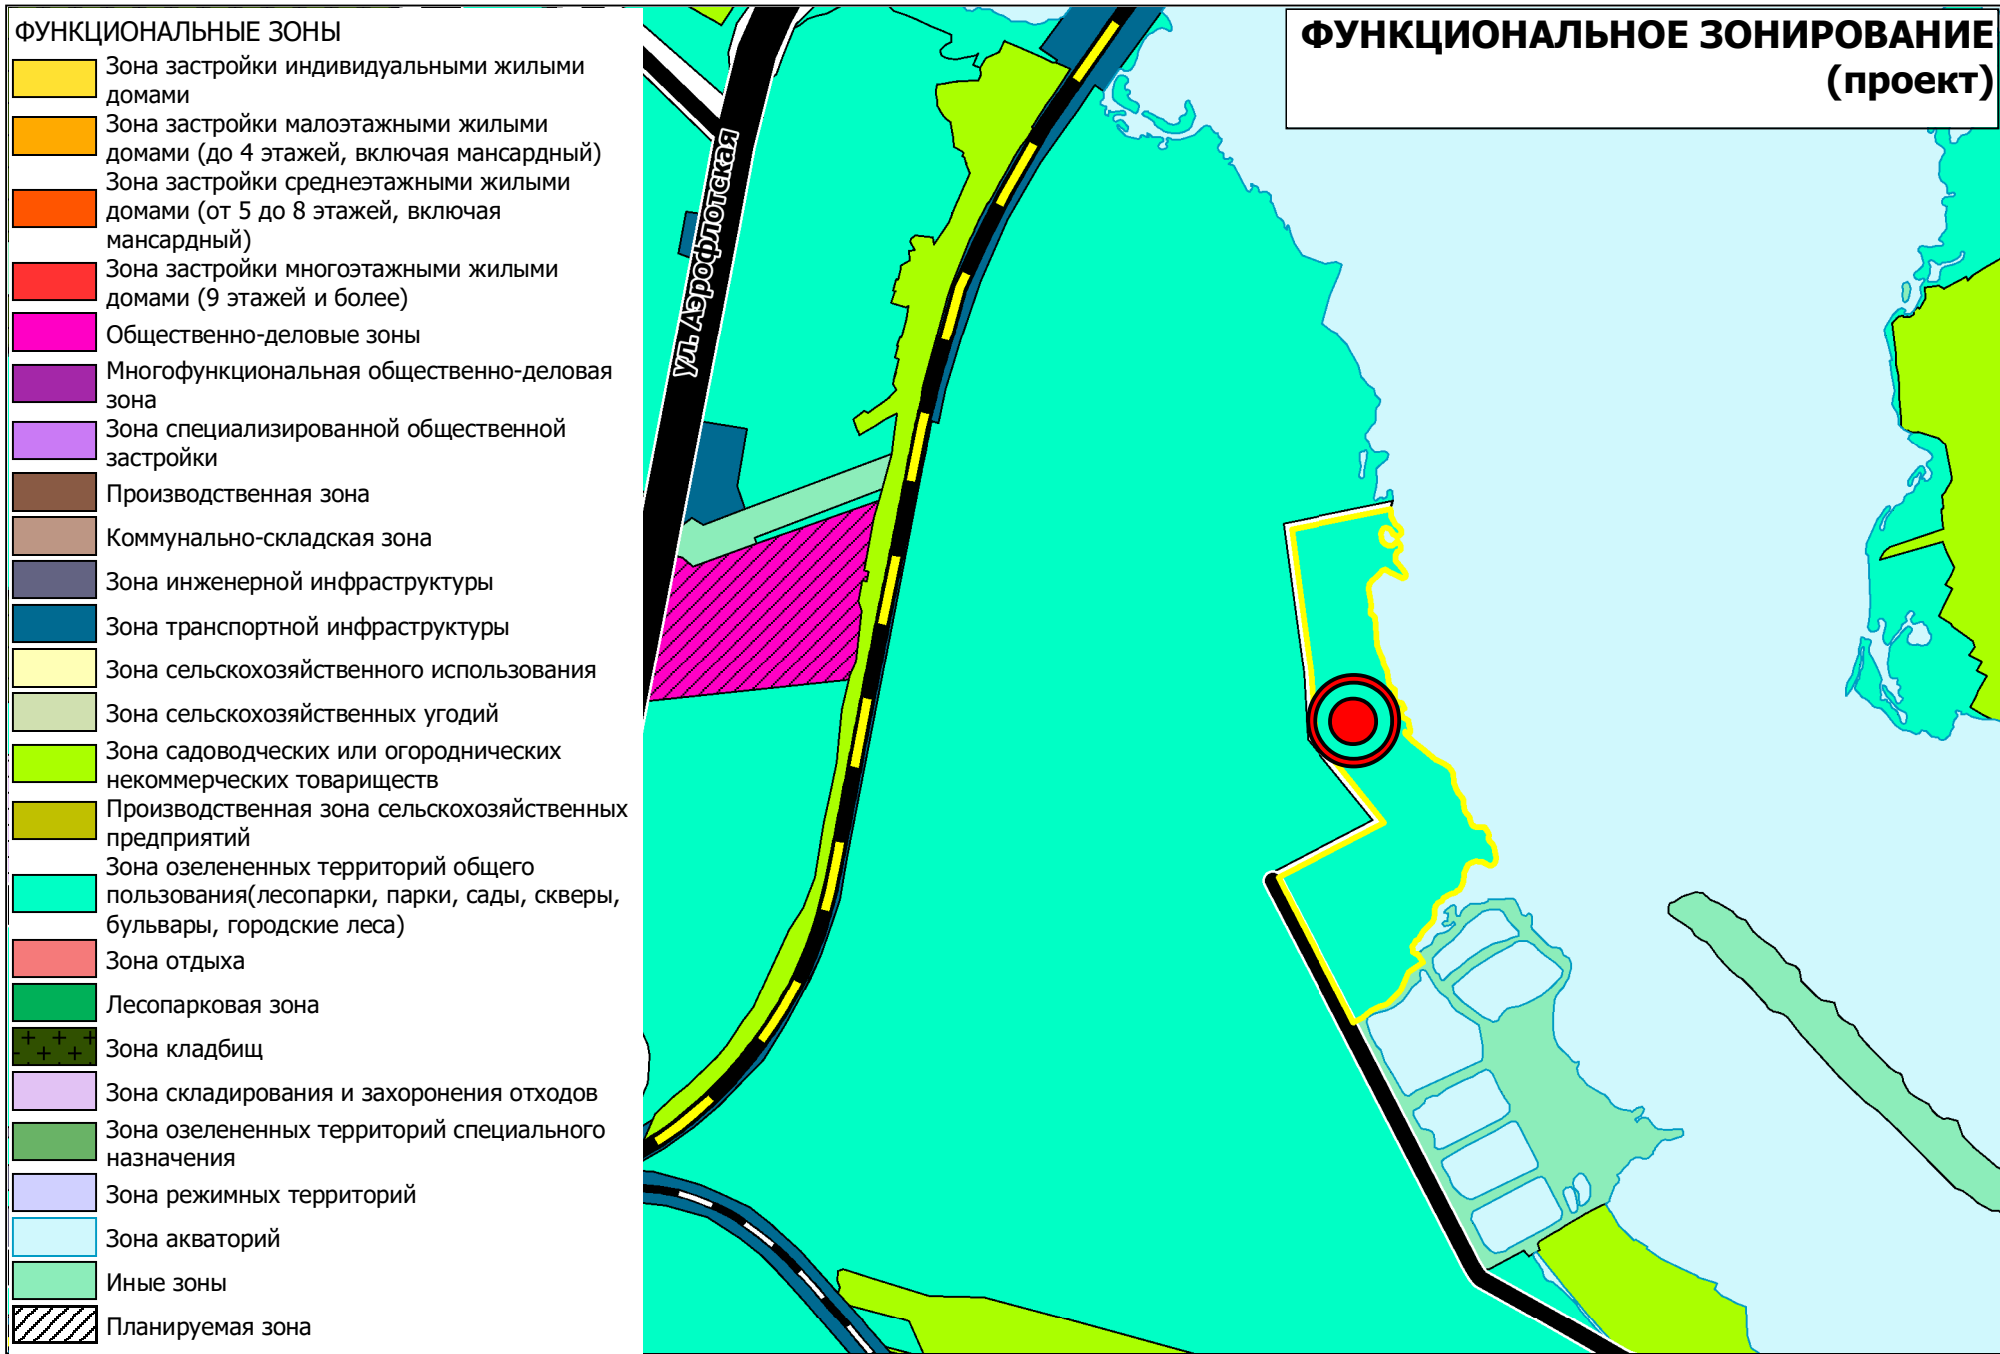 ФУНКЦИОНАЛЬНЫЕ ЗОНЫ
Зона застройки индивидуальными жилыми
домами
Зона застройки малоэтажными жилыми
домами (до 4 этажей, включая мансардный)
Зона застройки среднеэтажными жилыми
домами (от 5 до 8 этажей, включая
мансардный)
Зона застройки многоэтажными жилыми
домами (9 этажей и более)
Общественно-деловые зоны
Многофункциональная общественно-деловая
зона
Зона специализированной общественной
застройки
Производственная зона
Коммунально-складская зона
Зона инженерной инфраструктуры
Зона транспортной инфраструктуры
Зона сельскохозяйственного использования
Зона сельскохозяйственных угодий
Зона садоводческих или огороднических
некоммерческих товариществ
Производственная зона сельскохозяйственных
предприятий
Зона озелененных территорий общего
пользования(лесопарки, парки, сады, скверы,
бульвары, городские леса)
Зона отдыха
Лесопарковая зона
Зона кладбищ
Зона складирования и захоронения отходов
Зона озелененных территорий специального
назначения
Зона режимных территорий
Зона акваторий
Иные зоны
Планируемая зона
ул. Аэрофлотская
ФУНКЦИОНАЛЬНОЕ ЗОНИРОВАНИЕ
(проект)